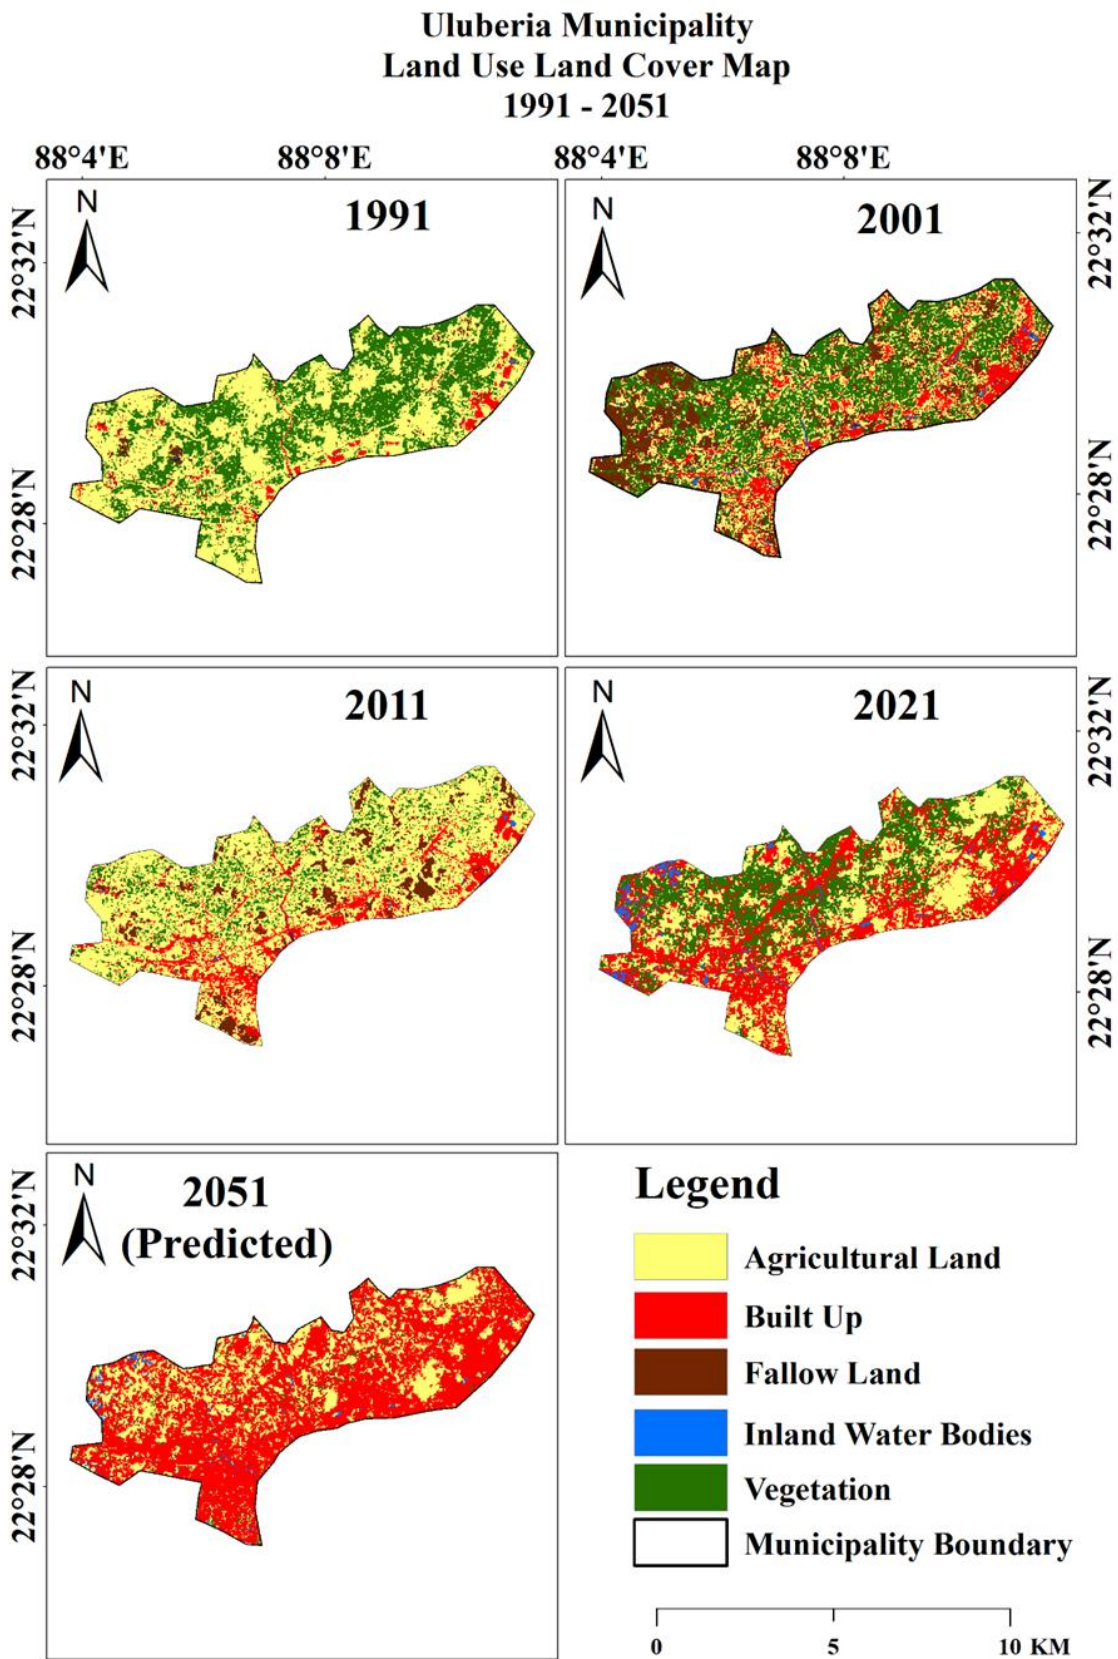 Uluberia Municipality
Land Use Land Cover Map
1991 - 2051
88°4'E 88°8'E 88°4'E 88°8'E
22°32'N
N
1991
22°28'N
N
2001
22°32'N
22°28'N
22°32'N
N
2011
22°28'N
N
2021
22°32'N
22°28'N
22°32'N
N
2051
(Predicted)
22°28'N
Legend
Agricultural Land
Built Up
Fallow Land
Inland Water Bodies
Vegetation
Municipality Boundary
0 5 10 KM